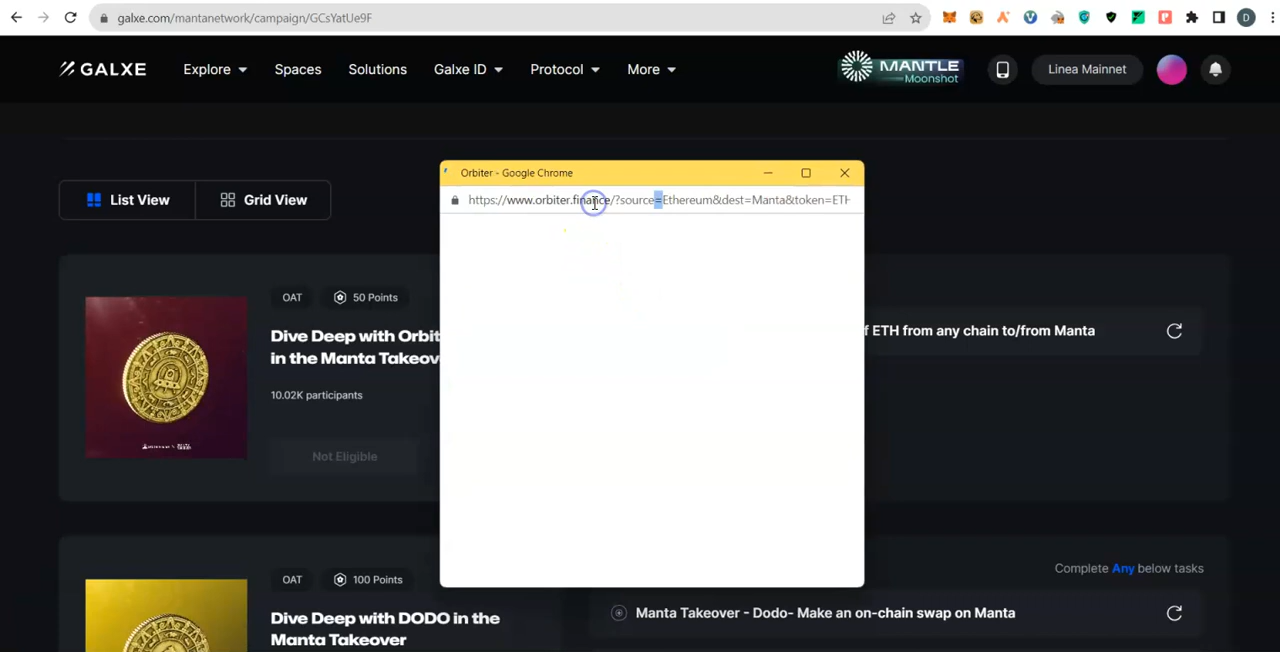 galxe.com/mantanetwork/campaign/GCsYatUe9F
D
GALXE
Explore
Spaces
Solutions
Galxe ID
Protocol
More
MANTLE
Moonshot
Linea Mainnet
List View
Grid View
Orbiter - Google Chrome
https://www.orbiter.finance/?source=Ethereum&dest=Manta&token=ETH
OAT
50 Points
Dive Deep with Orbit
in the Manta Takeov
10.02K participants
Not Eligible
f ETH from any chain to/from Manta
OAT
100 Points
Dive Deep with DODO in the
Manta Takeover
Complete Any below tasks
Manta Takeover - Dodo- Make an on-chain swap on Manta